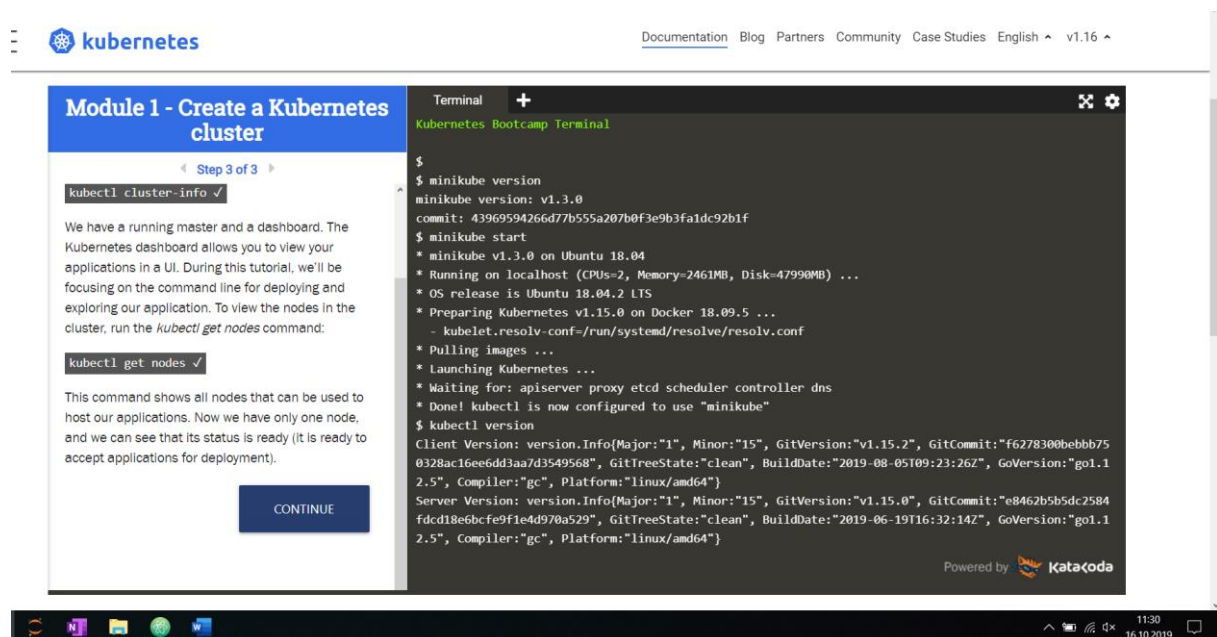 kubernetes
Documentation Blog Partners Community Case Studies English v1.16
Module 1 - Create a Kubernetes
cluster
Step 3 of 3
kubectl cluster-info ✓
We have a running master and a dashboard. The
Kubernetes dashboard allows you to view your
applications in a UI. During this tutorial, we'll be
focusing on the command line for deploying and
exploring our application. To view the nodes in the
cluster, run the kubectl get nodes command:
kubectl get nodes ✓
This command shows all nodes that can be used to
host our applications. Now we have only one node,
and we can see that its status is ready (it is ready to
accept applications for deployment).
CONTINUE
Terminal +
Kubernetes Bootcamp Terminal
$
$ minikube version
minikube version: v1.3.0
commit: 43969594266d77b555a207b0f3e9b3fa1dc92b1f
$ minikube start
* minikube v1.3.0 on Ubuntu 18.04
* Running on localhost (CPUs=2, Memory=2461MB, Disk=47990MB) ...
* OS release is Ubuntu 18.04.2 LTS
* Preparing Kubernetes v1.15.0 on Docker 18.09.5 ...
  - kubelet.resolv-conf=/run/systemd/resolve/resolv.conf
* Pulling images ...
* Launching Kubernetes ...
* Waiting for: apiserver proxy etcd scheduler controller dns
* Done! kubectl is now configured to use "minikube"
$ kubectl version
Client Version: version.Info{Major:"1", Minor:"15", GitVersion:"v1.15.2", GitCommit:"f6278300bebbb75
0328ac16ee6dd3aa7d3549568", GitTreeState:"clean", BuildDate:"2019-08-05T09:23:26Z", GoVersion:"go1.1
2.5", Compiler:"gc", Platform:"linux/amd64"}
Server Version: version.Info{Major:"1", Minor:"15", GitVersion:"v1.15.0", GitCommit:"e8462b5b5dc2584
fdcd18e6bcfe9f1e4d970a529", GitTreeState:"clean", BuildDate:"2019-06-19T16:32:14Z", GoVersion:"go1.1
2.5", Compiler:"gc", Platform:"linux/amd64"}
Powered by Katacoda
11:30
16.10.2019